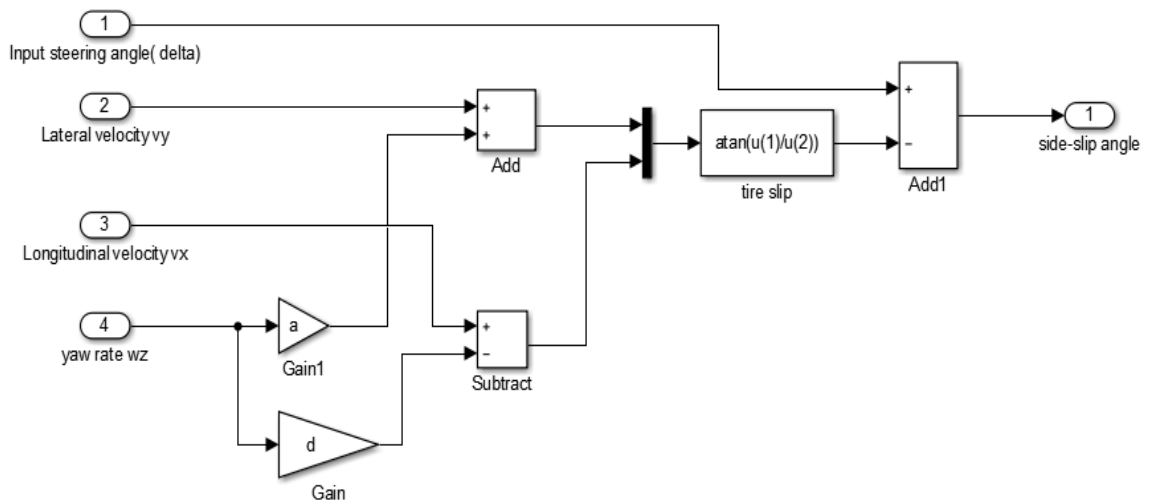 1
Input steering angle( delta)
2
Lateral velocity vy
+
+
Add
atan(u(1)/u(2))
tire slip
+
−
Add1
1
side-slip angle
3
Longitudinal velocity vx
4
yaw rate wz
a
Gain1
+
−
Subtract
d
Gain